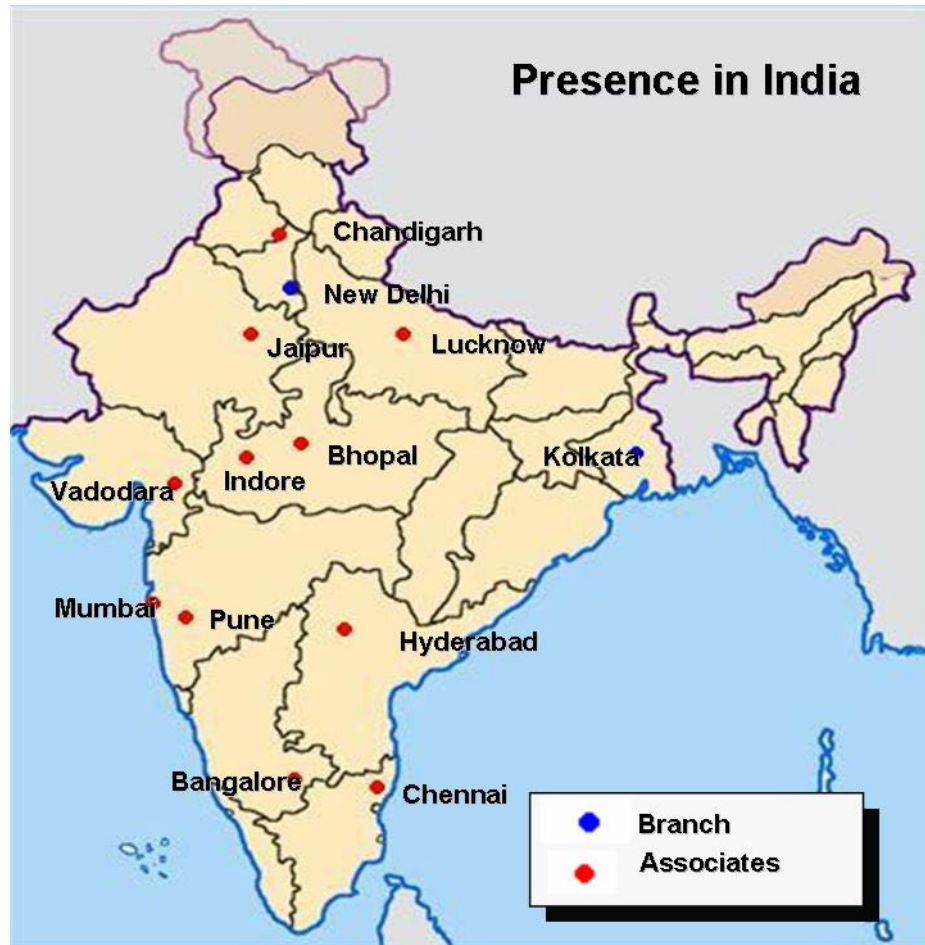 Presence in India
Chandigarh
New Delhi
Jaipur
Lucknow
Bhopal
Kolkata
Indore
Vadodara
Mumbai
Pune
Hyderabad
Bangalore
Chennai
Branch
Associates